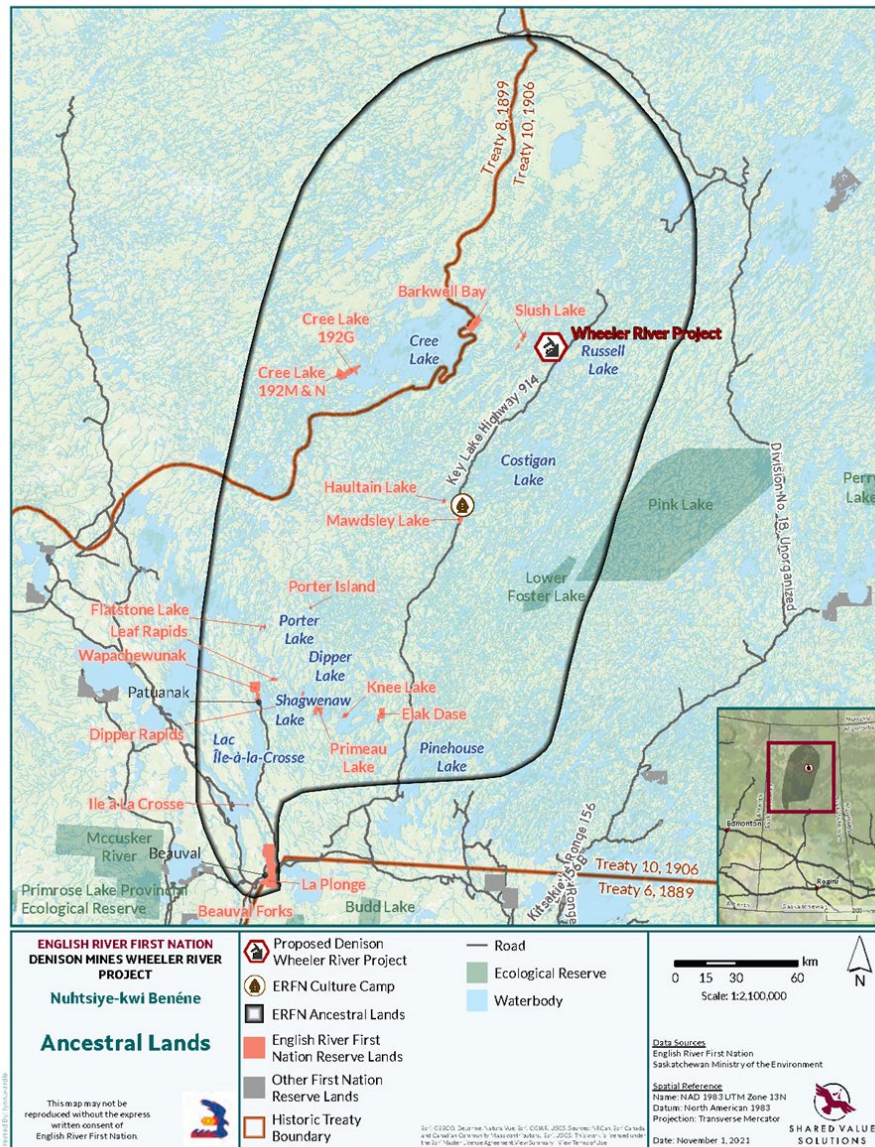 Treaty 8, 1899
Treaty 10, 1906
Barkwell Bay
Slush Lake
Cree Lake
192G
Cree
Lake
Wheeler River Project
Russell
Lake
Cree Lake
192M & N
Key Lake Highway 914
Costigan
Lake
Haultain Lake
Mawdsley Lake
Pink Lake
Division No. 18, Unorganized
Perry
Lake
Lower
Foster Lake
Porter Island
Flatstone Lake
Porter
Lake
Leaf Rapids
Wapachewunak
Dipper
Lake
Patuanak
Shagwenaw
Lake
Knee Lake
Elak Dase
Dipper Rapids
Primeau
Lake
Lac
Île-à-la-Crosse
Pinehouse
Lake
Ile à La Crosse
Mccusker
River
Beauval
Treaty 10, 1906
Treaty 6, 1889
Primrose Lake Provincial
Ecological Reserve
La Plonge
Beauval Forks
Budd Lake
Edmonton
Regina
ENGLISH RIVER FIRST NATION
DENISON MINES WHEELER RIVER
PROJECT
Nuhtsiye-kwi Benéne
Ancestral Lands
This map may not be
reproduced without the express
written consent of
English River First Nation.
Proposed Denison
Wheeler River Project
ERFN Culture Camp
ERFN Ancestral Lands
English River First
Nation Reserve Lands
Other First Nation
Reserve Lands
Historic Treaty
Boundary
Road
Ecological Reserve
Waterbody
km
0 15 30 60
Scale: 1:2,100,000
N
Data Sources
English River First Nation
Saskatchewan Ministry of the Environment
Spatial Reference
Name: NAD 1983 UTM Zone 13N
Datum: North American 1983
Projection: Transverse Mercator
Date: November 1, 2021
SHARED VALUE
SOLUTIONS